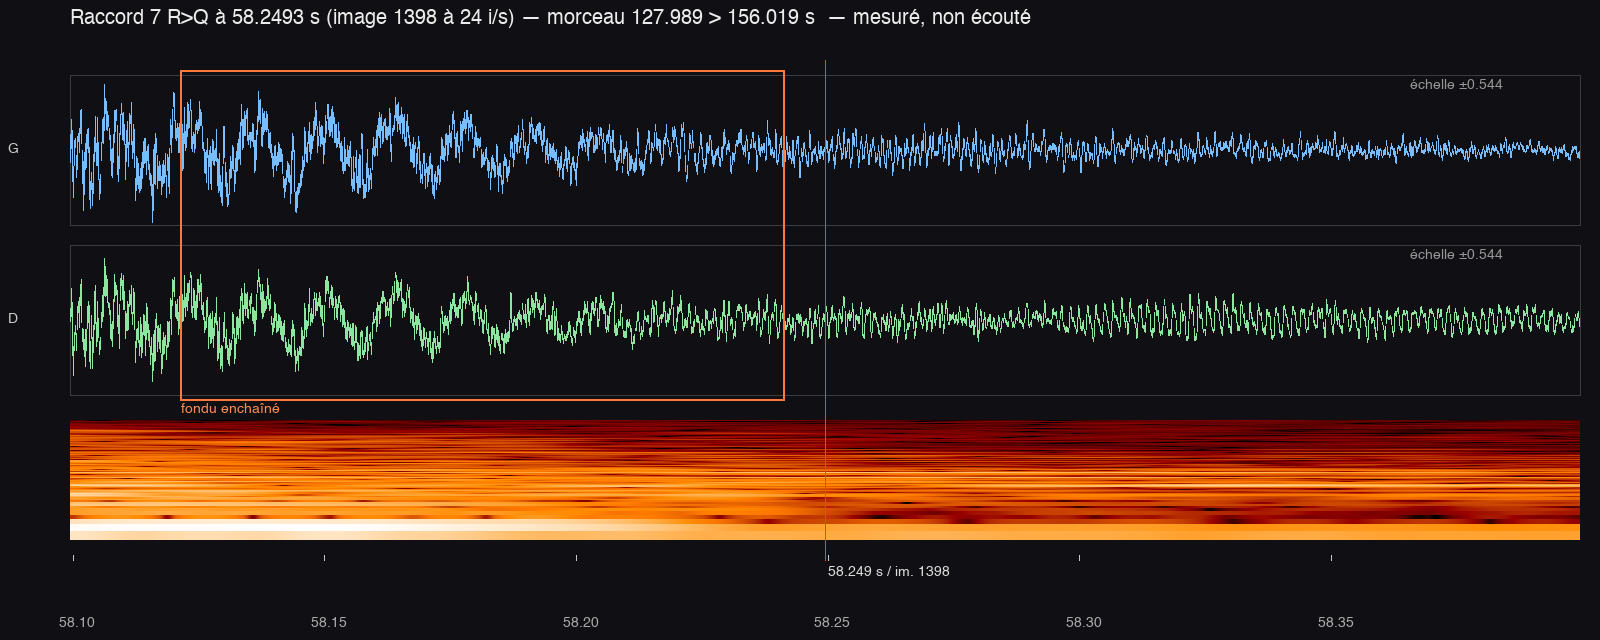 Raccord 7 R>Q à 58.2493 s (image 1398 à 24 i/s) — morceau 127.989 > 156.019 s — mesuré, non écouté
échelle ±0.544
G
échelle ±0.544
D
fondu enchaîné
58.249 s / im. 1398
58.10 58.15 58.20 58.25 58.30 58.35